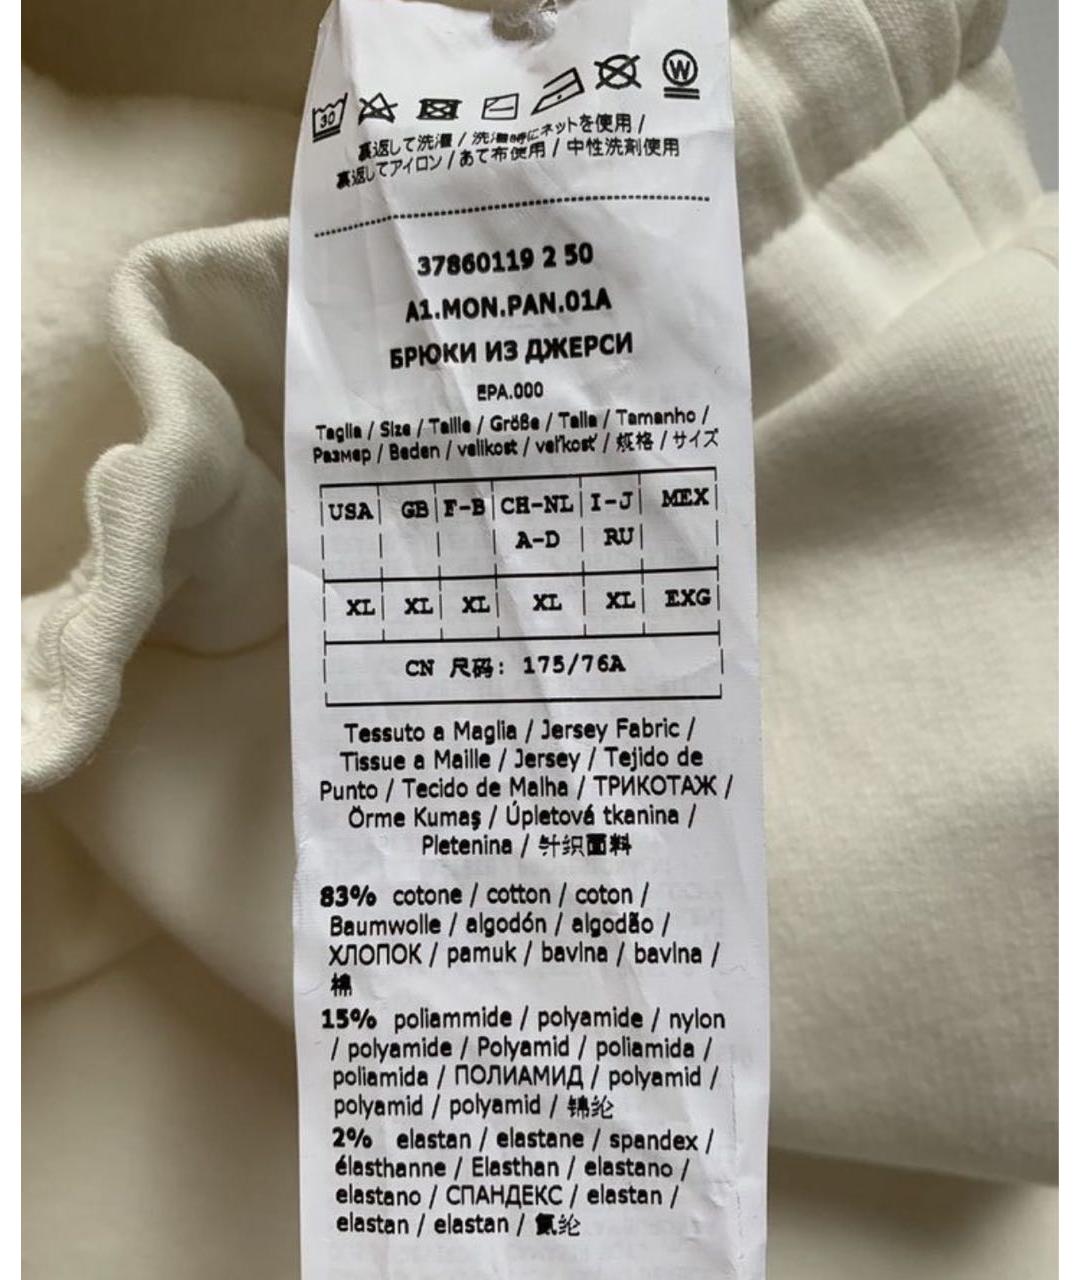 30 W
裏返して洗濯 / 洗濯時にネットを使用 /
裏返してアイロン / あて布使用 / 中性洗剤使用
37860119 2 50
A1.MON.PAN.01A
БРЮКИ ИЗ ДЖЕРСИ
EPA.000
Taglia / Size / Taille / Größe / Talla / Tamanho /
Размер / Beden / velikost / veľkosť / 规格 / サイズ
USA GB F-B CH-NL I-J MEX
A-D RU
XL XL XL XL XL EXG
CN 尺码: 175/76A
Tessuto a Maglia / Jersey Fabric /
Tissue a Maille / Jersey / Tejido de
Punto / Tecido de Malha / ТРИКОТАЖ /
Örme Kumaş / Úpletová tkanina /
Pletenina / 针织面料
83% cotone / cotton / coton /
Baumwolle / algodón / algodão /
ХЛОПОК / pamuk / bavlna / bavlna /
棉
15% poliammide / polyamide / nylon
/ polyamide / Polyamid / poliamida /
poliamida / ПОЛИАМИД / polyamid /
polyamid / polyamid / 锦纶
2% elastan / elastane / spandex /
élasthanne / Elasthan / elastano /
elastano / СПАНДЕКС / elastan /
elastan / elastan / 氨纶